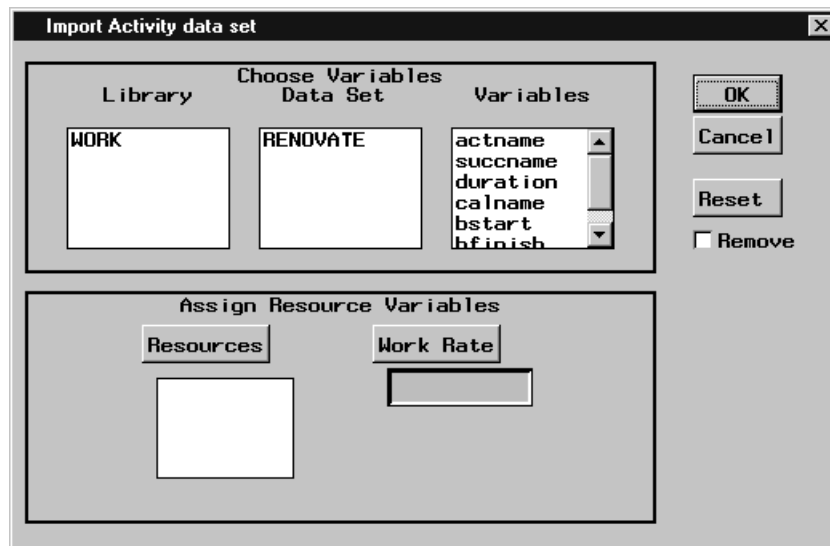 Import Activity data set
Choose Variables
Library Data Set Variables
WORK
RENOVATE
actname
succname
duration
calname
bstart
bfinish
OK
Cancel
Reset
Remove
Assign Resource Variables
Resources Work Rate